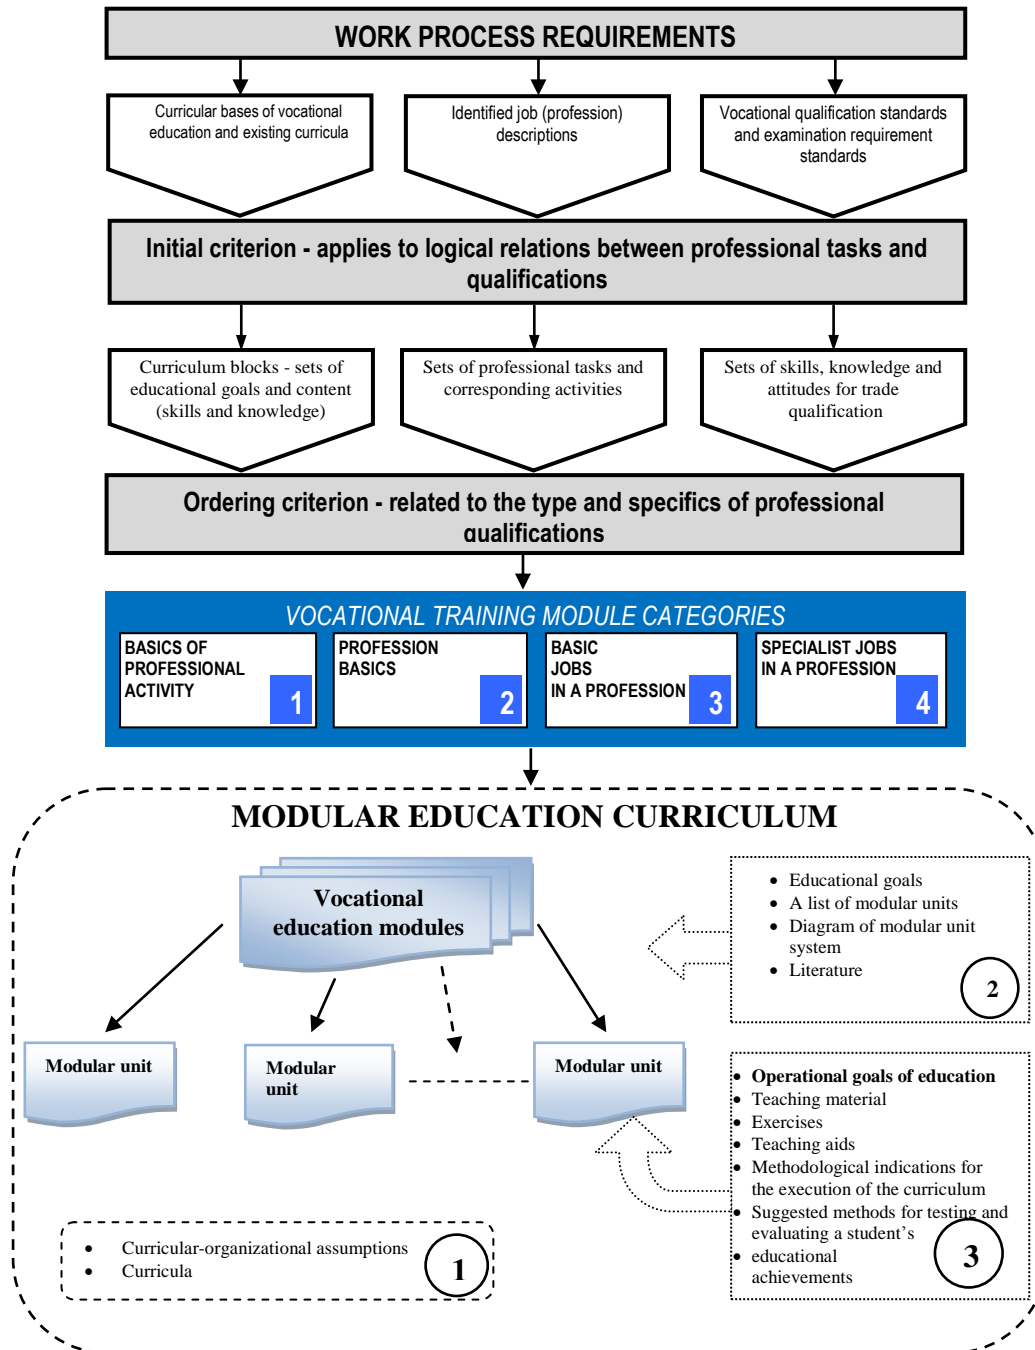 WORK PROCESS REQUIREMENTS
Curricular bases of vocational
education and existing curricula
Identified job (profession)
descriptions
Vocational qualification standards
and examination requirement
standards
Initial criterion - applies to logical relations between professional tasks and
qualifications
Curriculum blocks - sets of
educational goals and content
(skills and knowledge)
Sets of professional tasks and
corresponding activities
Sets of skills, knowledge and
attitudes for trade
qualification
Ordering criterion - related to the type and specifics of professional
qualifications
VOCATIONAL TRAINING MODULE CATEGORIES
BASICS OF
PROFESSIONAL
ACTIVITY
1
PROFESSION
BASICS
2
BASIC
JOBS
IN A PROFESSION
3
SPECIALIST JOBS
IN A PROFESSION
4
MODULAR EDUCATION CURRICULUM
Vocational
education modules
• Educational goals
• A list of modular units
• Diagram of modular unit
system
• Literature
2
Modular unit
Modular
unit
Modular unit
• Operational goals of education
• Teaching material
• Exercises
• Teaching aids
• Methodological indications for
the execution of the curriculum
• Suggested methods for testing and
evaluating a student's
• educational
achievements
3
• Curricular-organizational assumptions
• Curricula
1